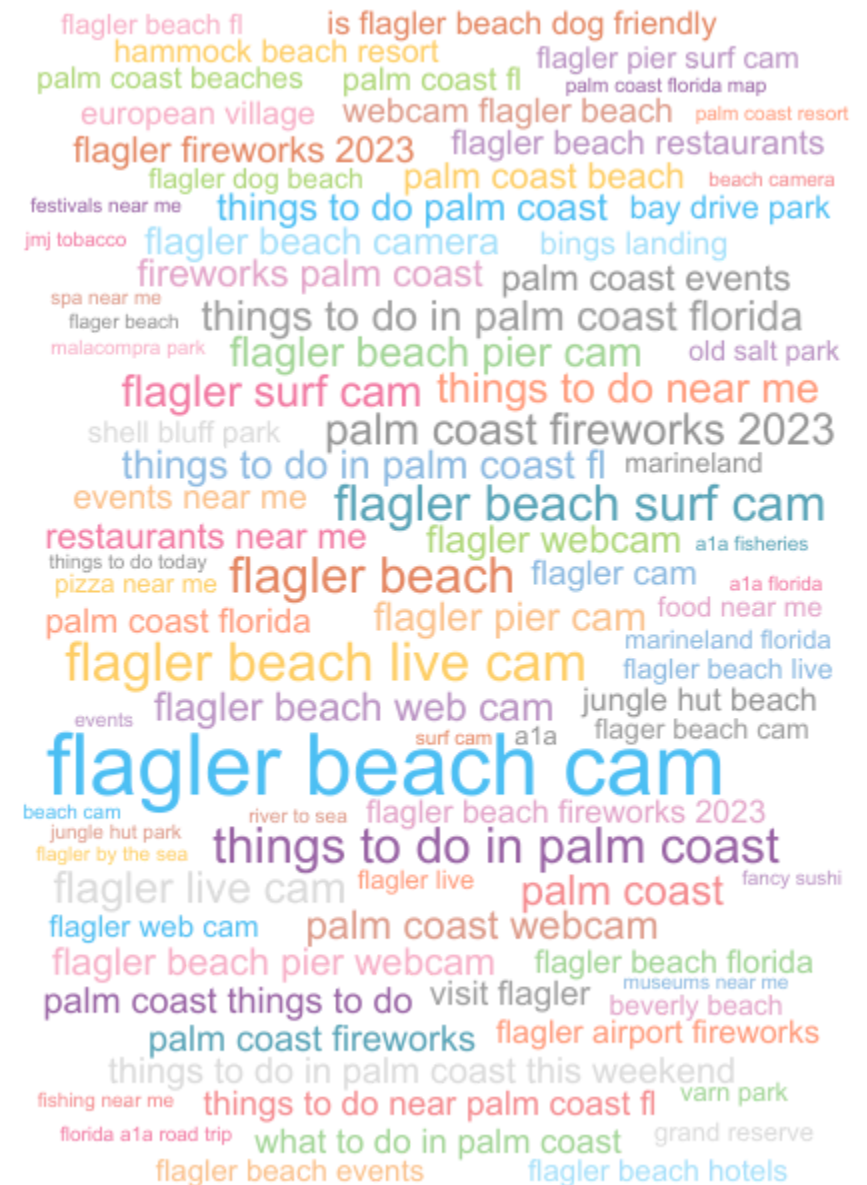 flagler beach fl is flagler beach dog friendly
hammock beach resort flagler pier surf cam
palm coast beaches palm coast fl palm coast florida map
european village webcam flagler beach palm coast resort
flagler fireworks 2023 flagler beach restaurants
flagler dog beach palm coast beach beach camera
festivals near me things to do palm coast bay drive park
jmj tobacco flagler beach camera bings landing
fireworks palm coast palm coast events
spa near me
flager beach things to do in palm coast florida
malacompra park flagler beach pier cam old salt park
flagler surf cam things to do near me
shell bluff park palm coast fireworks 2023
things to do in palm coast fl marineland
events near me flagler beach surf cam
restaurants near me flagler webcam a1a fisheries
things to do today
pizza near me flagler beach flagler cam a1a florida
palm coast florida flagler pier cam food near me
marineland florida
flagler beach live cam flagler beach live
flagler beach web cam jungle hut beach
events flager beach cam
surf cam a1a
flagler beach cam
beach cam river to sea flagler beach fireworks 2023
jungle hut park
flagler by the sea things to do in palm coast
flagler live cam flagler live palm coast fancy sushi
flagler web cam palm coast webcam
flagler beach pier webcam flagler beach florida
museums near me
palm coast things to do visit flagler beverly beach
palm coast fireworks flagler airport fireworks
things to do in palm coast this weekend
fishing near me things to do near palm coast fl varn park
florida a1a road trip what to do in palm coast grand reserve
flagler beach events flagler beach hotels